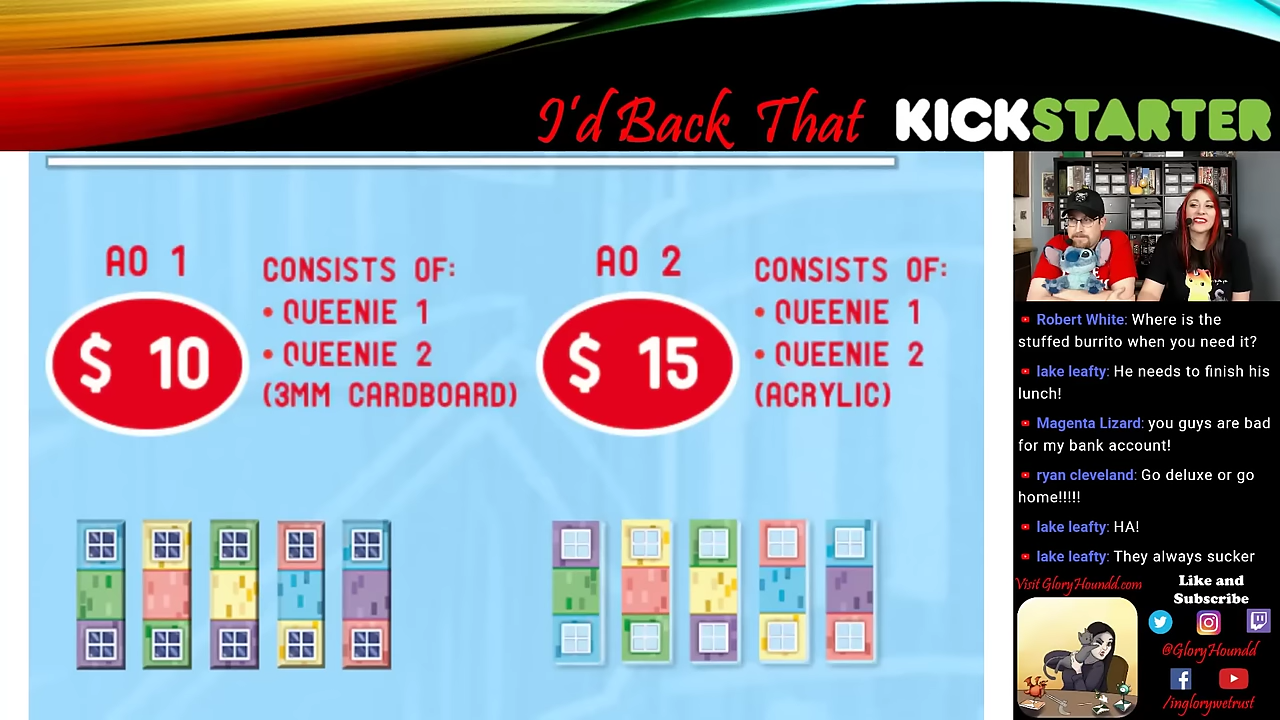 I'd Back That KICKSTARTER
AO 1
$ 10
CONSISTS OF:
• QUEENIE 1
• QUEENIE 2
(3MM CARDBOARD)
AO 2
$ 15
CONSISTS OF:
• QUEENIE 1
• QUEENIE 2
(ACRYLIC)
Robert White: Where is the
stuffed burrito when you need it?
lake leafty: He needs to finish his
lunch!
Magenta Lizard: you guys are bad
for my bank account!
ryan cleveland: Go deluxe or go
home!!!!!
lake leafty: HA!
lake leafty: They always sucker
Visit GloryHoundd.com
Like and
Subscribe
@GloryHoundd
/inglorywetrust